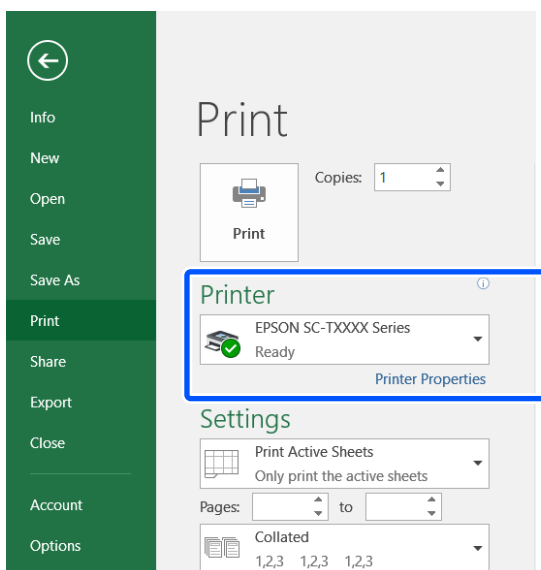 Info
New
Open
Save
Save As
Print
Share
Export
Close
Account
Options
Print
Print
Copies: 1
Printer
EPSON SC-TXXXX Series
Ready
Printer Properties
Settings
Print Active Sheets
Only print the active sheets
Pages: to
Collated
1,2,3 1,2,3 1,2,3